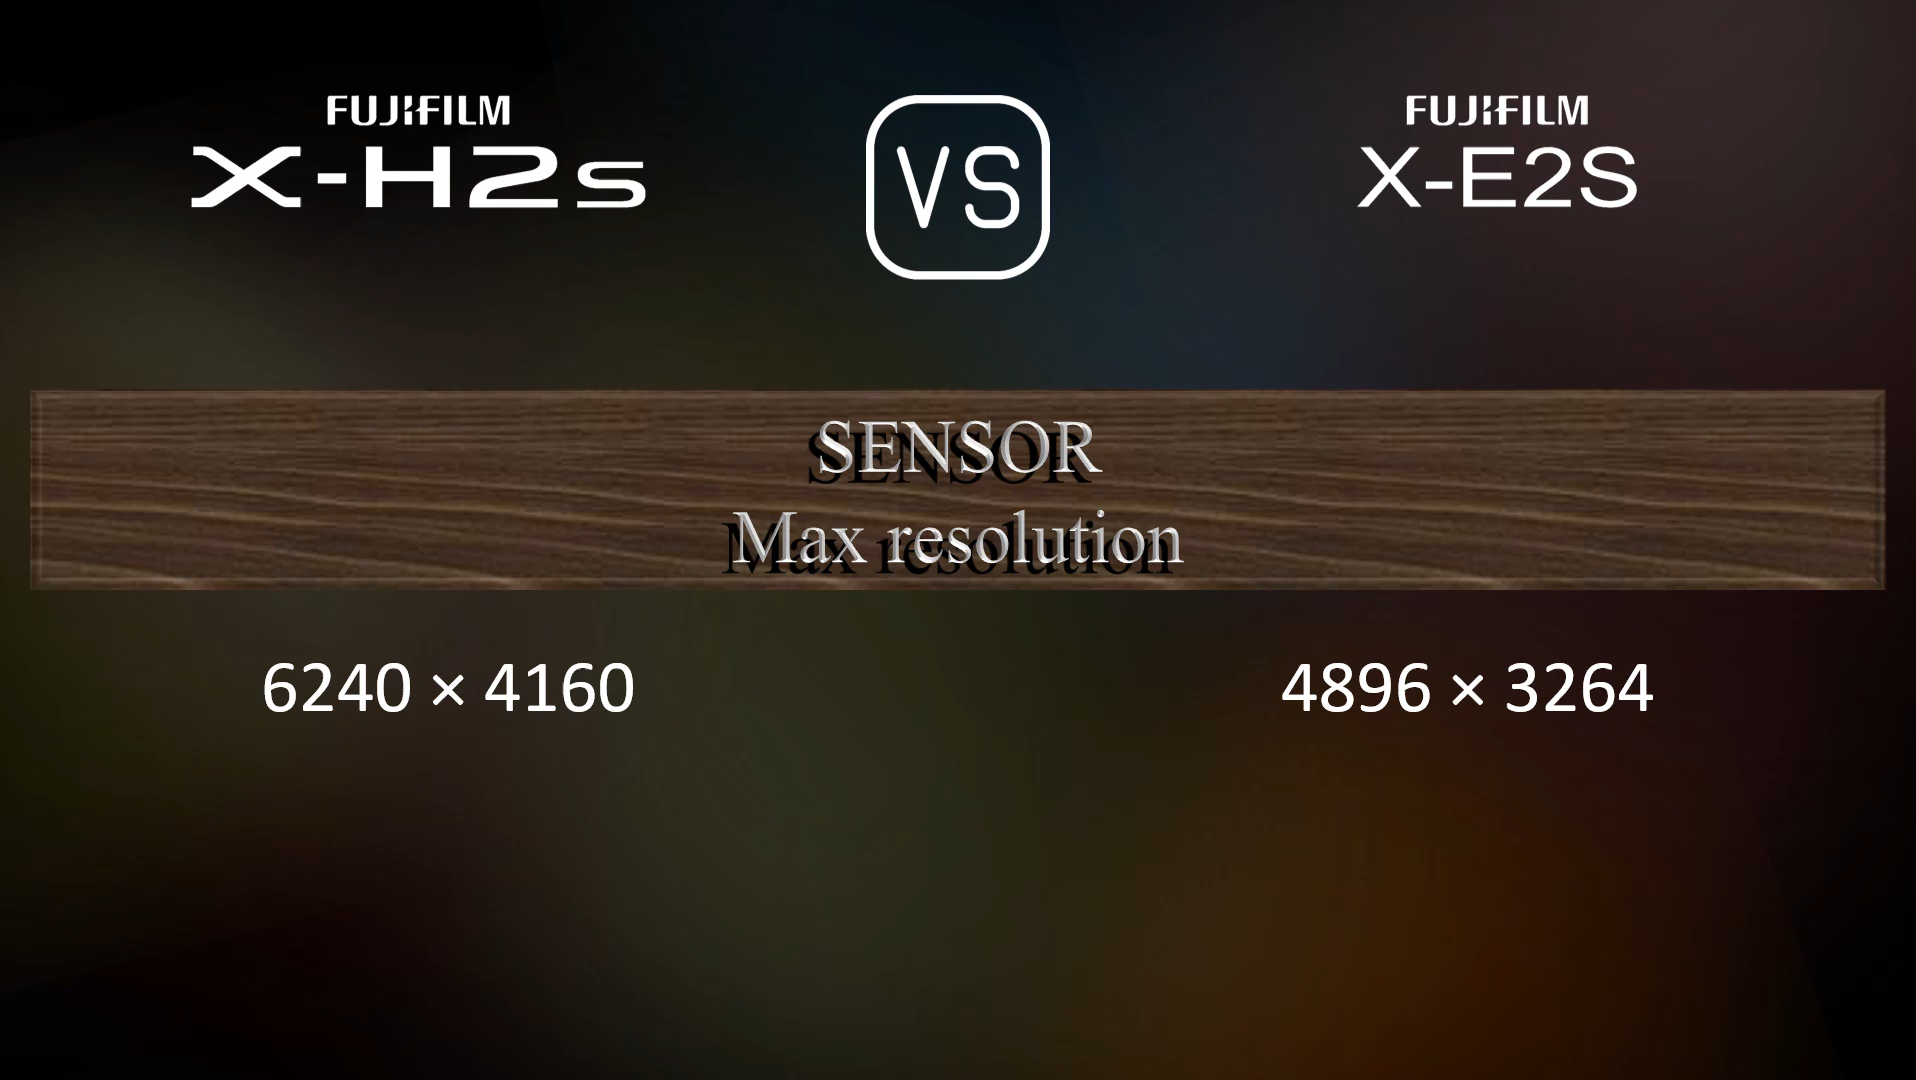 FUJIFILM
X-H2s
VS
FUJIFILM
X-E2S
SENSOR
Max resolution
6240 × 4160
4896 × 3264